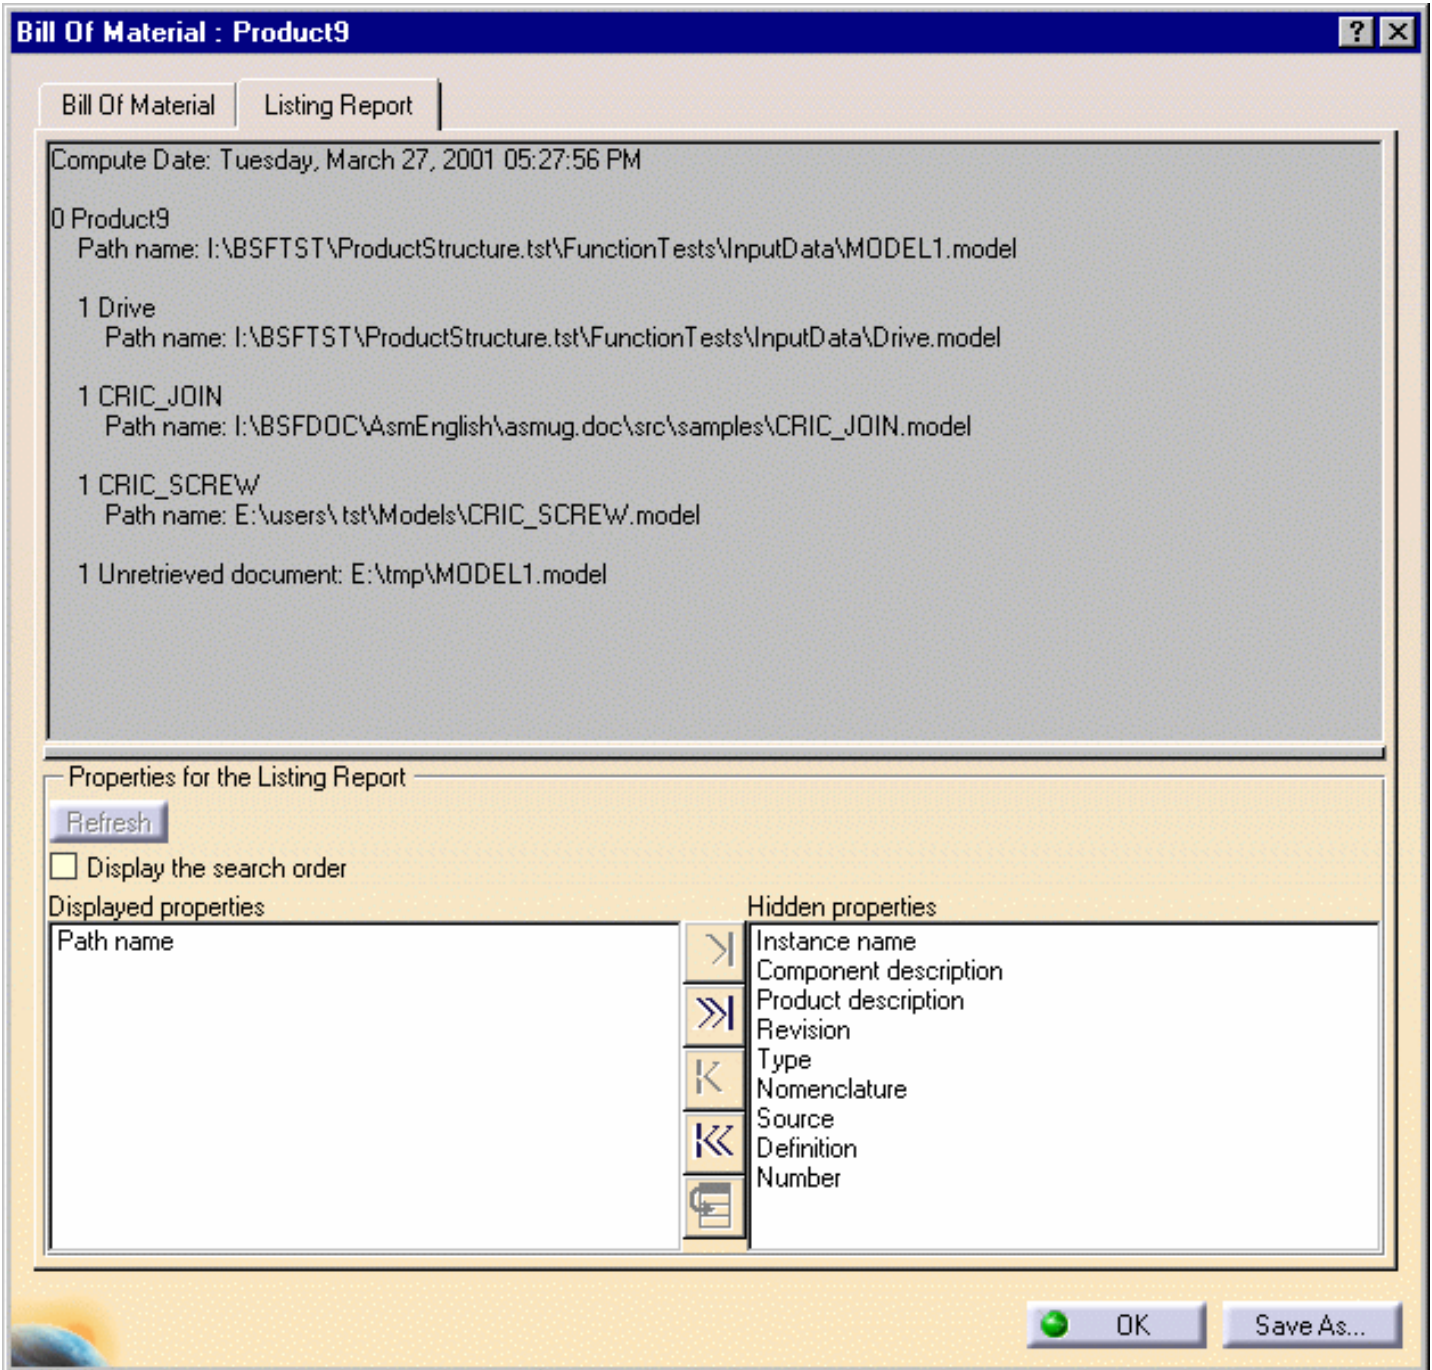 Bill Of Material : Product9
Bill Of Material
Listing Report
Compute Date: Tuesday, March 27, 2001 05:27:56 PM
0 Product9
Path name: I:\BSFTST\ProductStructure.tst\FunctionTests\InputData\MODEL1.model
1 Drive
Path name: I:\BSFTST\ProductStructure.tst\FunctionTests\InputData\Drive.model
1 CRIC_JOIN
Path name: I:\BSFDOC\AsmEnglish\asmug.doc\src\samples\CRIC_JOIN.model
1 CRIC_SCREW
Path name: E:\users\ tst\Models\CRIC_SCREW.model
1 Unretrieved document: E:\tmp\MODEL1.model
Properties for the Listing Report
Refresh
Display the search order
Displayed properties
Path name
Hidden properties
Instance name
Component description
Product description
Revision
Type
Nomenclature
Source
Definition
Number
OK
Save As...